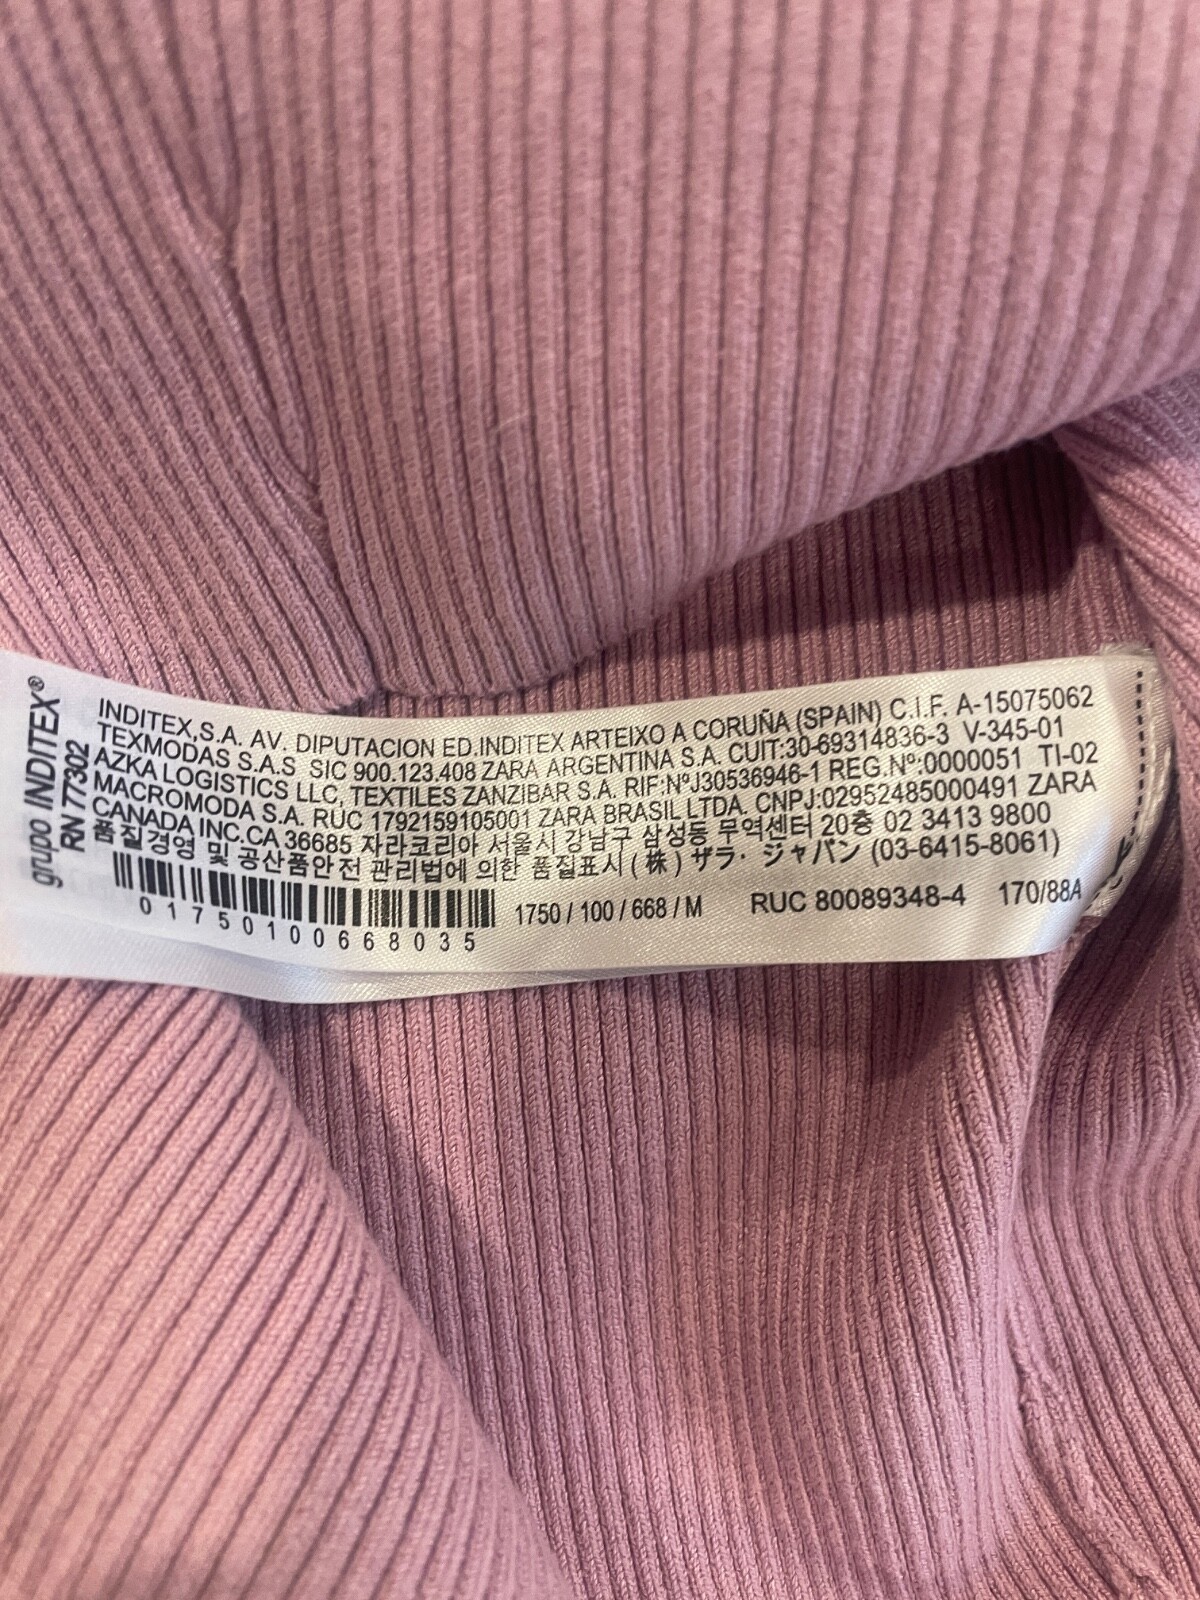 grupo INDITEX®
RN 77302
INDITEX,S.A. AV. DIPUTACION ED.INDITEX ARTEIXO A CORUÑA (SPAIN) C.I.F. A-15075062
TEXMODAS S.A.S SIC 900.123.408 ZARA ARGENTINA S.A. CUIT:30-69314836-3 V-345-01
AZKA LOGISTICS LLC, TEXTILES ZANZIBAR S.A. RIF:NºJ30536946-1 REG.Nº:0000051 TI-02
MACROMODA S.A. RUC 1792159105001 ZARA BRASIL LTDA. CNPJ:02952485000491 ZARA
CANADA INC.CA 36685 자라코리아 서울시 강남구 삼성동 무역센터 20층 02 3413 9800
품질경영 및 공산품안전 관리법에 의한 품질표시 (株) ザラ・ジャパン (03-6415-8061)
01750100668035 1750 / 100 / 668 / M RUC 80089348-4 170/88A